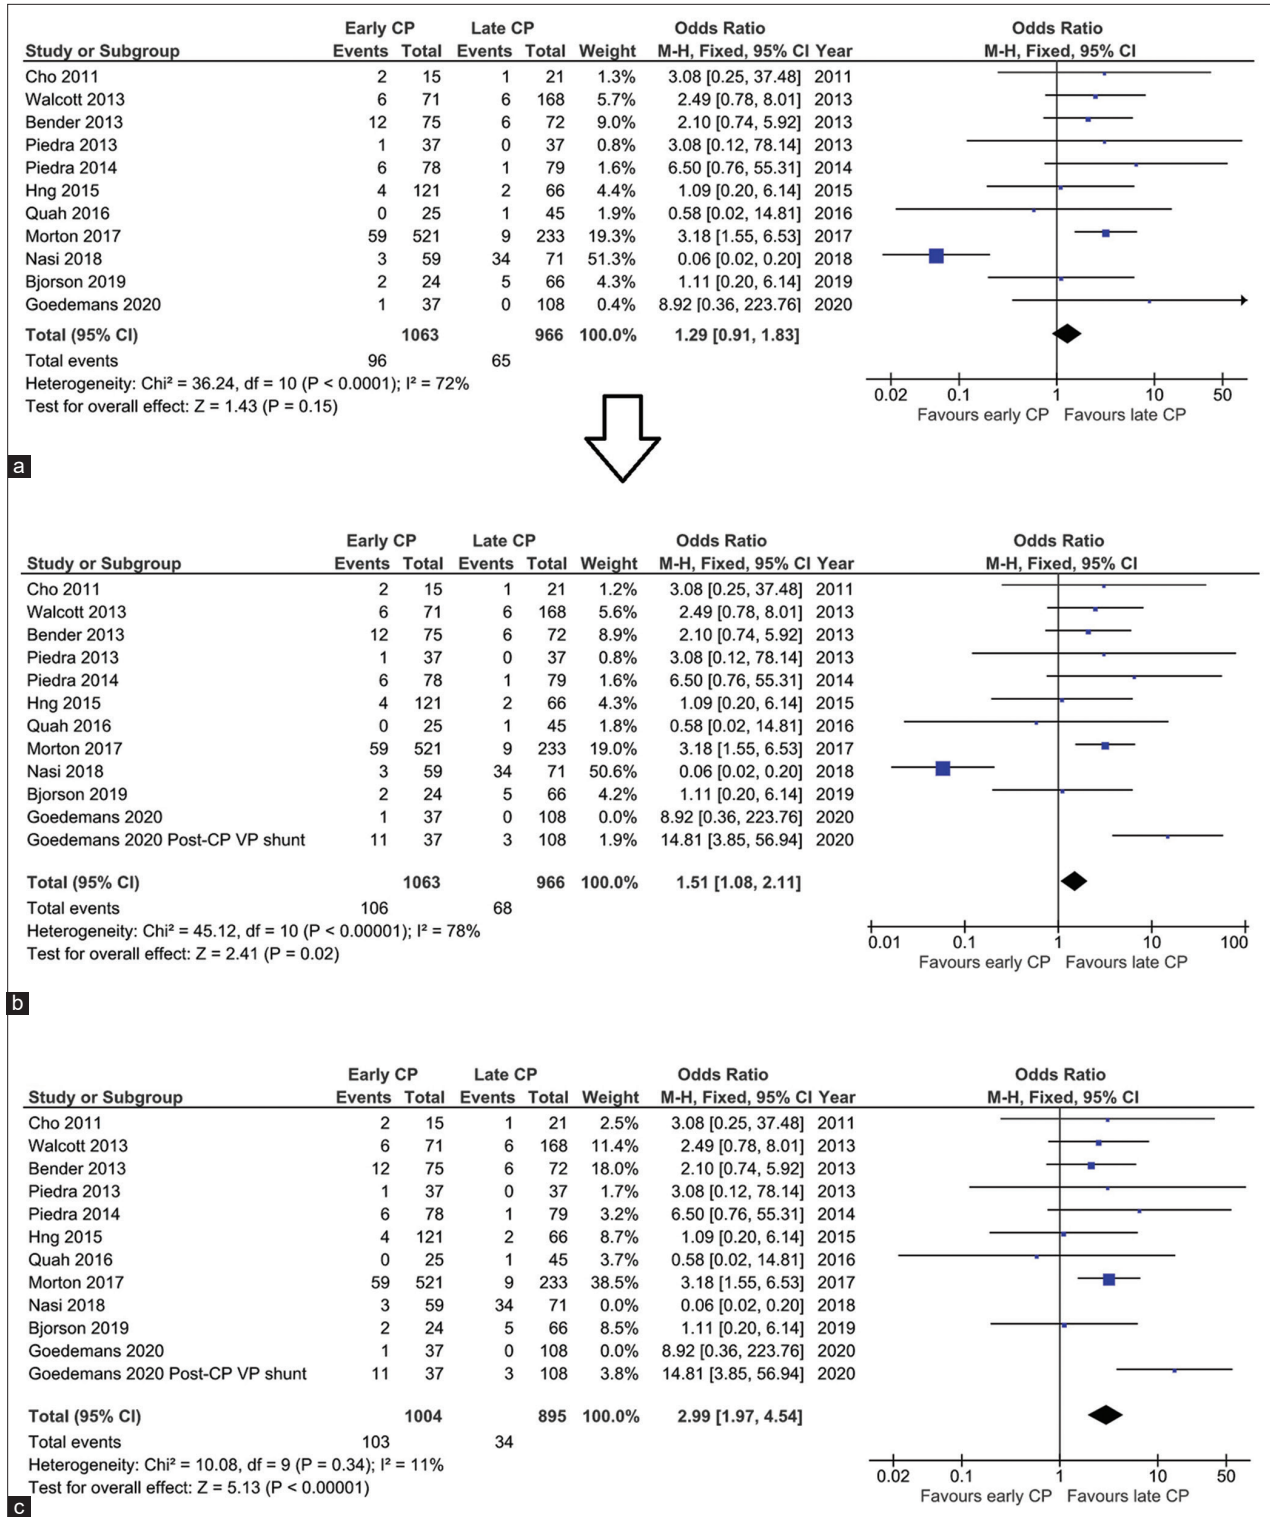 Early CP Late CP Odds Ratio Odds Ratio
Study or Subgroup Events Total Events Total Weight M-H, Fixed, 95% CI Year M-H, Fixed, 95% CI
Cho 2011 2 15 1 21 1.3% 3.08 [0.25, 37.48] 2011
Walcott 2013 6 71 6 168 5.7% 2.49 [0.78, 8.01] 2013
Bender 2013 12 75 6 72 9.0% 2.10 [0.74, 5.92] 2013
Piedra 2013 1 37 0 37 0.8% 3.08 [0.12, 78.14] 2013
Piedra 2014 6 78 1 79 1.6% 6.50 [0.76, 55.31] 2014
Hng 2015 4 121 2 66 4.4% 1.09 [0.20, 6.14] 2015
Quah 2016 0 25 1 45 1.9% 0.58 [0.02, 14.81] 2016
Morton 2017 59 521 9 233 19.3% 3.18 [1.55, 6.53] 2017
Nasi 2018 3 59 34 71 51.3% 0.06 [0.02, 0.20] 2018
Bjorson 2019 2 24 5 66 4.3% 1.11 [0.20, 6.14] 2019
Goedemans 2020 1 37 0 108 0.4% 8.92 [0.36, 223.76] 2020
Total (95% CI) 1063 966 100.0% 1.29 [0.91, 1.83]
Total events 96 65
Heterogeneity: Chi² = 36.24, df = 10 (P < 0.0001); I² = 72%
Test for overall effect: Z = 1.43 (P = 0.15)
0.02 0.1 1 10 50
Favours early CP Favours late CP
a
Early CP Late CP Odds Ratio Odds Ratio
Study or Subgroup Events Total Events Total Weight M-H, Fixed, 95% CI Year M-H, Fixed, 95% CI
Cho 2011 2 15 1 21 1.2% 3.08 [0.25, 37.48] 2011
Walcott 2013 6 71 6 168 5.6% 2.49 [0.78, 8.01] 2013
Bender 2013 12 75 6 72 8.9% 2.10 [0.74, 5.92] 2013
Piedra 2013 1 37 0 37 0.8% 3.08 [0.12, 78.14] 2013
Piedra 2014 6 78 1 79 1.6% 6.50 [0.76, 55.31] 2014
Hng 2015 4 121 2 66 4.3% 1.09 [0.20, 6.14] 2015
Quah 2016 0 25 1 45 1.8% 0.58 [0.02, 14.81] 2016
Morton 2017 59 521 9 233 19.0% 3.18 [1.55, 6.53] 2017
Nasi 2018 3 59 34 71 50.6% 0.06 [0.02, 0.20] 2018
Bjorson 2019 2 24 5 66 4.2% 1.11 [0.20, 6.14] 2019
Goedemans 2020 1 37 0 108 0.0% 8.92 [0.36, 223.76] 2020
Goedemans 2020 Post-CP VP shunt 11 37 3 108 1.9% 14.81 [3.85, 56.94] 2020
Total (95% CI) 1063 966 100.0% 1.51 [1.08, 2.11]
Total events 106 68
Heterogeneity: Chi² = 45.12, df = 10 (P < 0.00001); I² = 78%
Test for overall effect: Z = 2.41 (P = 0.02)
0.01 0.1 1 10 100
Favours early CP Favours late CP
b
Early CP Late CP Odds Ratio Odds Ratio
Study or Subgroup Events Total Events Total Weight M-H, Fixed, 95% CI Year M-H, Fixed, 95% CI
Cho 2011 2 15 1 21 2.5% 3.08 [0.25, 37.48] 2011
Walcott 2013 6 71 6 168 11.4% 2.49 [0.78, 8.01] 2013
Bender 2013 12 75 6 72 18.0% 2.10 [0.74, 5.92] 2013
Piedra 2013 1 37 0 37 1.7% 3.08 [0.12, 78.14] 2013
Piedra 2014 6 78 1 79 3.2% 6.50 [0.76, 55.31] 2014
Hng 2015 4 121 2 66 8.7% 1.09 [0.20, 6.14] 2015
Quah 2016 0 25 1 45 3.7% 0.58 [0.02, 14.81] 2016
Morton 2017 59 521 9 233 38.5% 3.18 [1.55, 6.53] 2017
Nasi 2018 3 59 34 71 0.0% 0.06 [0.02, 0.20] 2018
Bjorson 2019 2 24 5 66 8.5% 1.11 [0.20, 6.14] 2019
Goedemans 2020 1 37 0 108 0.0% 8.92 [0.36, 223.76] 2020
Goedemans 2020 Post-CP VP shunt 11 37 3 108 3.8% 14.81 [3.85, 56.94] 2020
Total (95% CI) 1004 895 100.0% 2.99 [1.97, 4.54]
Total events 103 34
Heterogeneity: Chi² = 10.08, df = 9 (P = 0.34); I² = 11%
Test for overall effect: Z = 5.13 (P < 0.00001)
0.02 0.1 1 10 50
Favours early CP Favours late CP
c